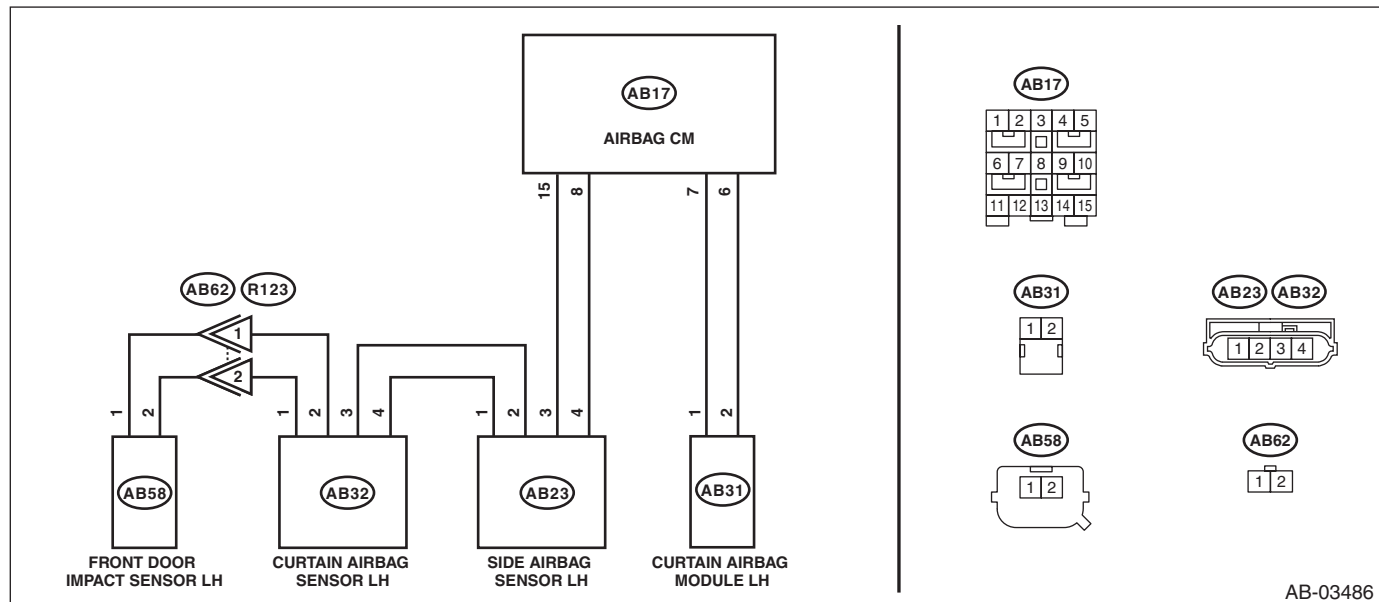 AB17
AIRBAG CM
15 8 7 6
AB62 R123
1
2
1 2 1 2 3 4 1 2 3 4 1 2
AB58 AB32 AB23 AB31
FRONT DOOR
IMPACT SENSOR LH
CURTAIN AIRBAG
SENSOR LH
SIDE AIRBAG
SENSOR LH
CURTAIN AIRBAG
MODULE LH
AB17
1 2 3 4 5
6 7 8 9 10
11 12 13 14 15
AB31
1 2
AB23 AB32
1 2 3 4
AB58
1 2
AB62
1 2
AB-03486